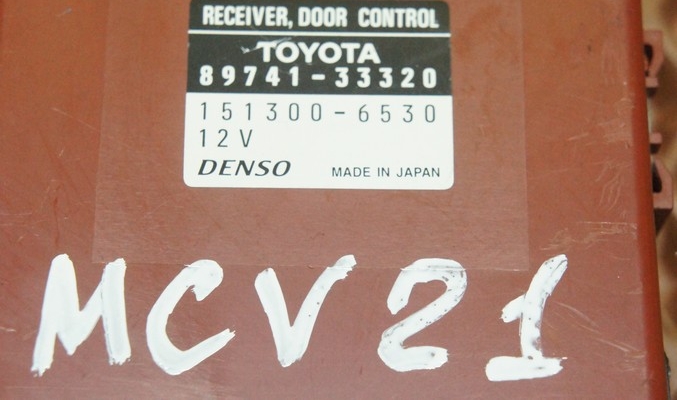 RECEIVER, DOOR CONTROL
TOYOTA
89741-33320
151300-6530
12V
DENSO MADE IN JAPAN
MCV21